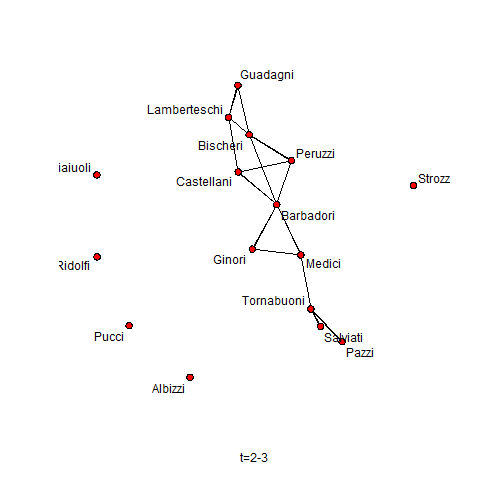 Guadagni
Lamberteschi
Bischeri
Peruzzi
iaiuoli
Castellani
Strozz
Barbadori
Ginori
Medici
Ridolfi
Tornabuoni
Pucci
Salviati
Pazzi
Albizzi
t=2-3